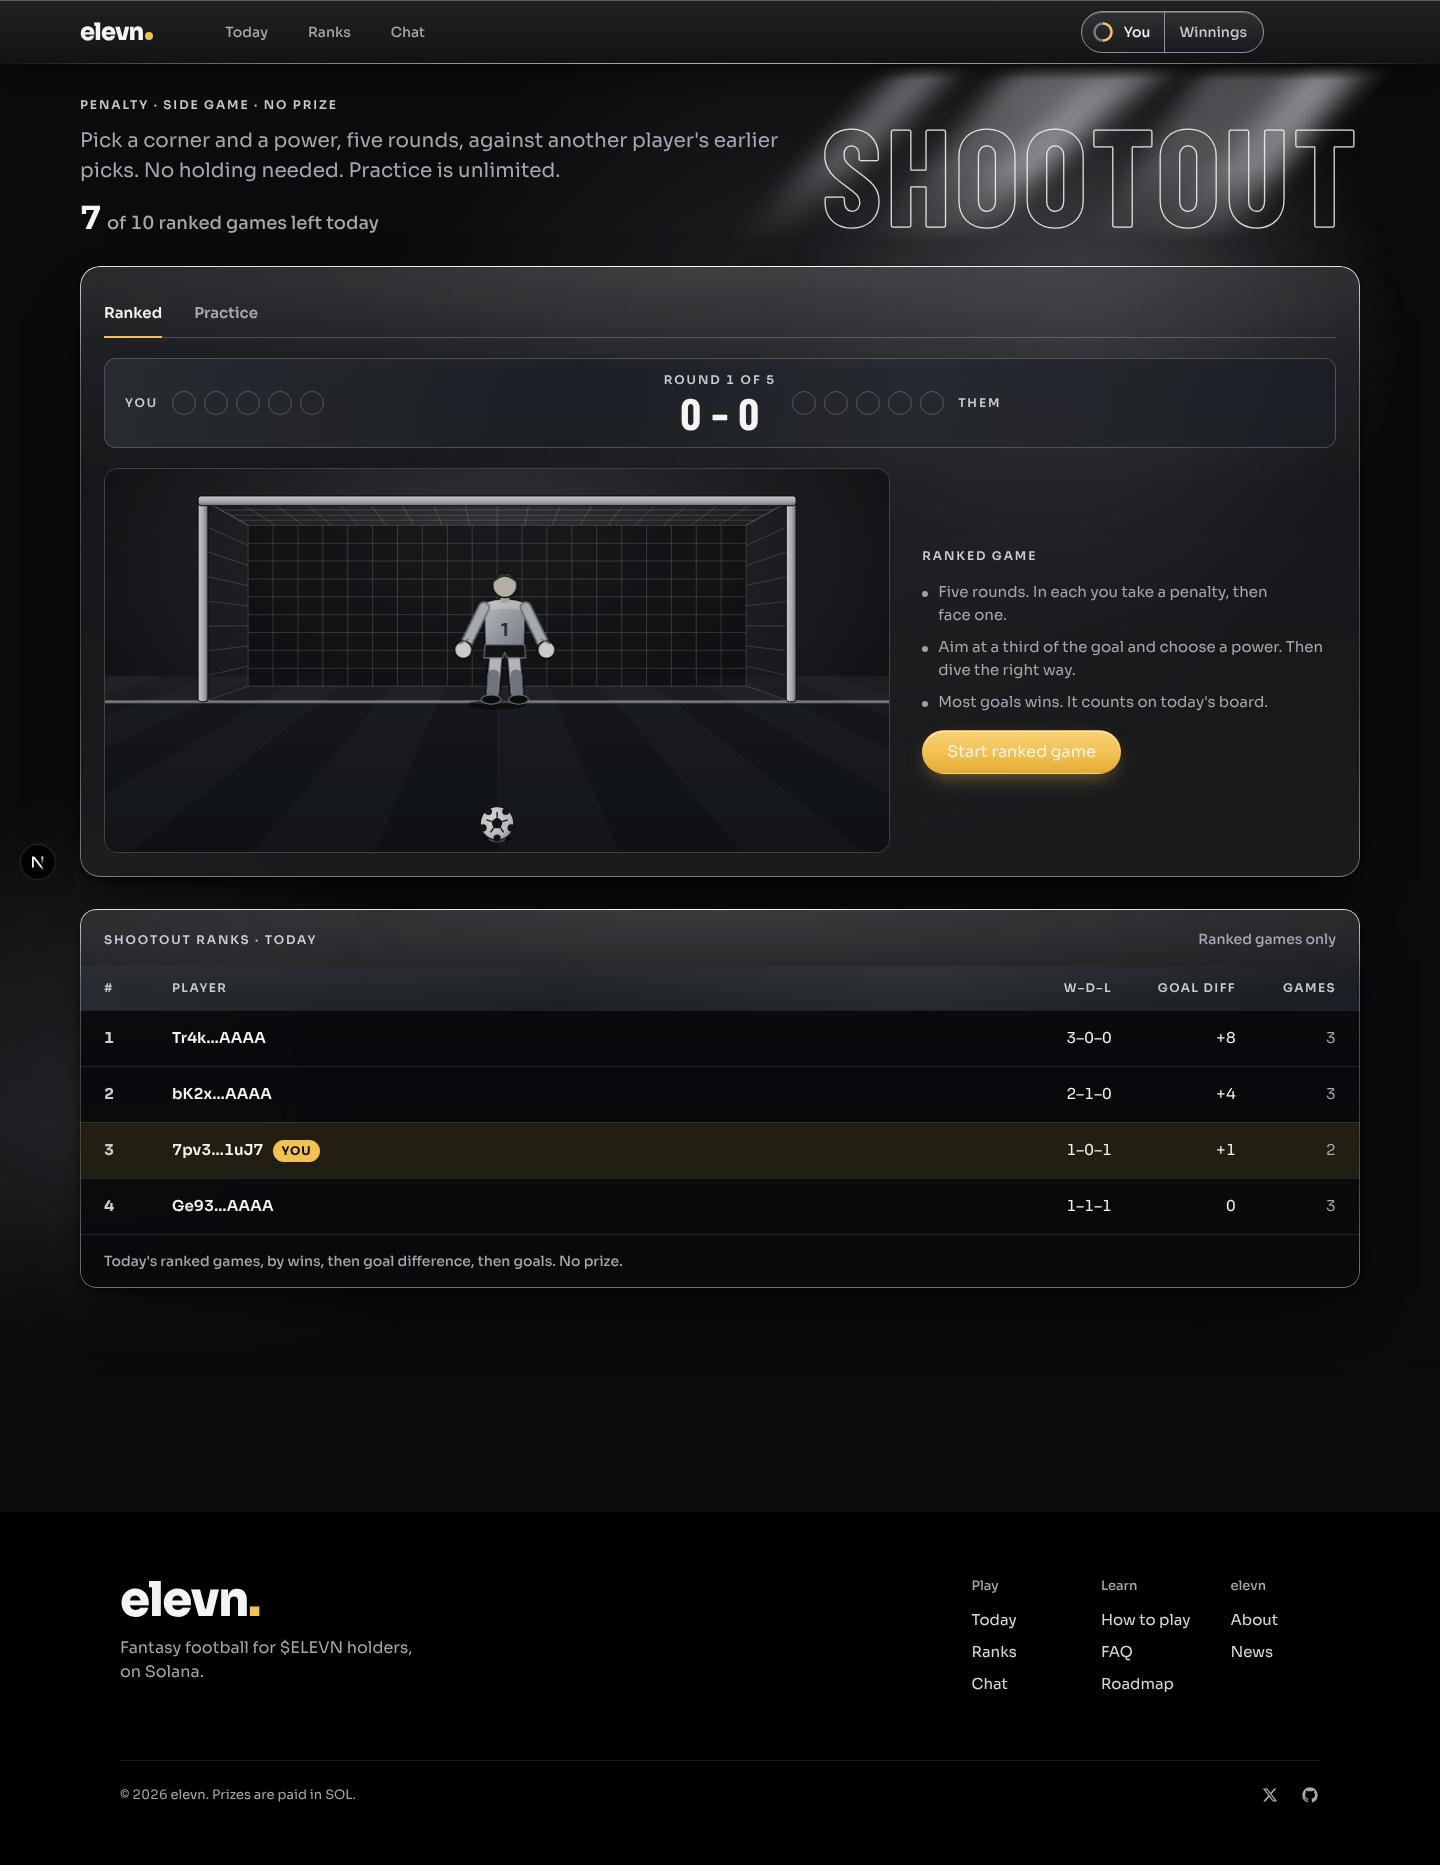 elevn.
Today
Ranks
Chat
You
Winnings
PENALTY · SIDE GAME · NO PRIZE
Pick a corner and a power, five rounds, against another player's earlier
picks. No holding needed. Practice is unlimited.
7 of 10 ranked games left today
SHOOTOUT
Ranked
Practice
YOU
ROUND 1 OF 5
0 - 0
THEM
1
RANKED GAME
Five rounds. In each you take a penalty, then
face one.
Aim at a third of the goal and choose a power. Then
dive the right way.
Most goals wins. It counts on today's board.
Start ranked game
N
SHOOTOUT RANKS · TODAY
Ranked games only
# PLAYER W–D–L GOAL DIFF GAMES
1 Tr4k...AAAA 3–0–0 +8 3
2 bK2x...AAAA 2–1–0 +4 3
3 7pv3...1uJ7 YOU 1–0–1 +1 2
4 Ge93...AAAA 1–1–1 0 3
Today's ranked games, by wins, then goal difference, then goals. No prize.
elevn.
Fantasy football for $ELEVN holders,
on Solana.
Play
Today
Ranks
Chat
Learn
How to play
FAQ
Roadmap
elevn
About
News
© 2026 elevn. Prizes are paid in SOL.